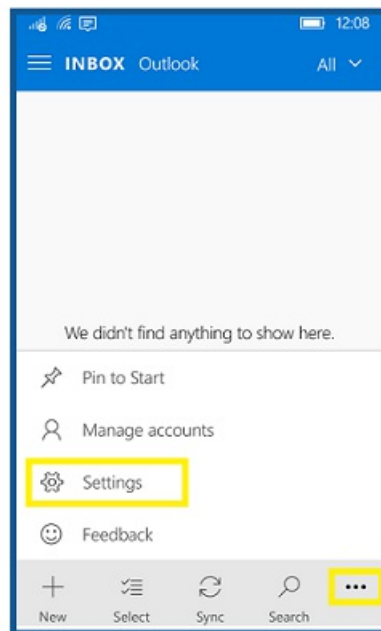 12:08
INBOX Outlook All
We didn't find anything to show here.
Pin to Start
Manage accounts
Settings
Feedback
New Select Sync Search